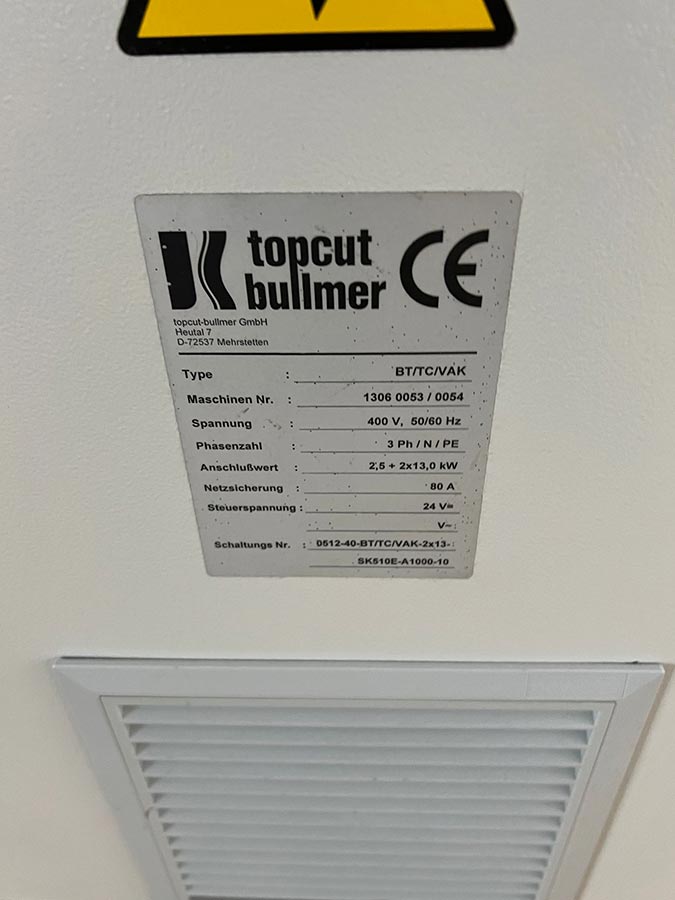 topcut
bullmer
CE
topcut-bullmer GmbH
Heutal 7
D-72537 Mehrstetten
Type : BT/TC/VAK
Maschinen Nr. : 1306 0053 / 0054
Spannung : 400 V, 50/60 Hz
Phasenzahl : 3 Ph / N / PE
Anschlußwert : 2,5 + 2x13,0 kW
Netzsicherung : 80 A
Steuerspannung : 24 V=
V~
Schaltungs Nr. : 0512-40-BT/TC/VAK-2x13-
SK510E-A1000-10